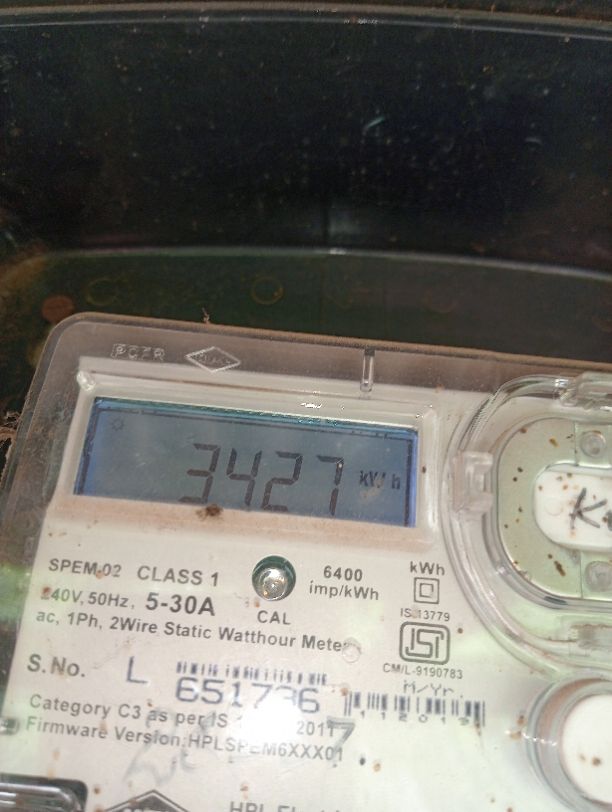 3427 kWh
SPEM-02 CLASS 1
240V, 50Hz, 5-30A
CAL
6400
imp/kWh
kWh
IS 13779
ac, 1Ph, 2Wire Static Watthour Meter
CM/L-9190783
S.No. L 651736
M/Yr.
Category C3 as per IS
Firmware Version:HPLSPEM6XXX01